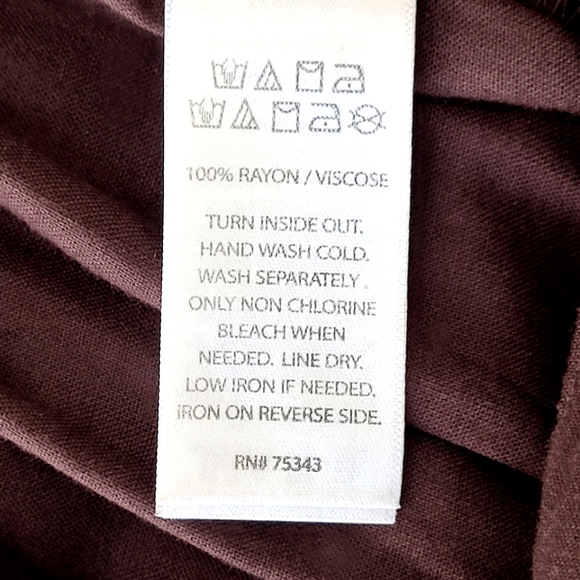 100% RAYON / VISCOSE
TURN INSIDE OUT.
HAND WASH COLD.
WASH SEPARATELY .
ONLY NON CHLORINE
BLEACH WHEN
NEEDED. LINE DRY.
LOW IRON IF NEEDED.
IRON ON REVERSE SIDE.
RN# 75343